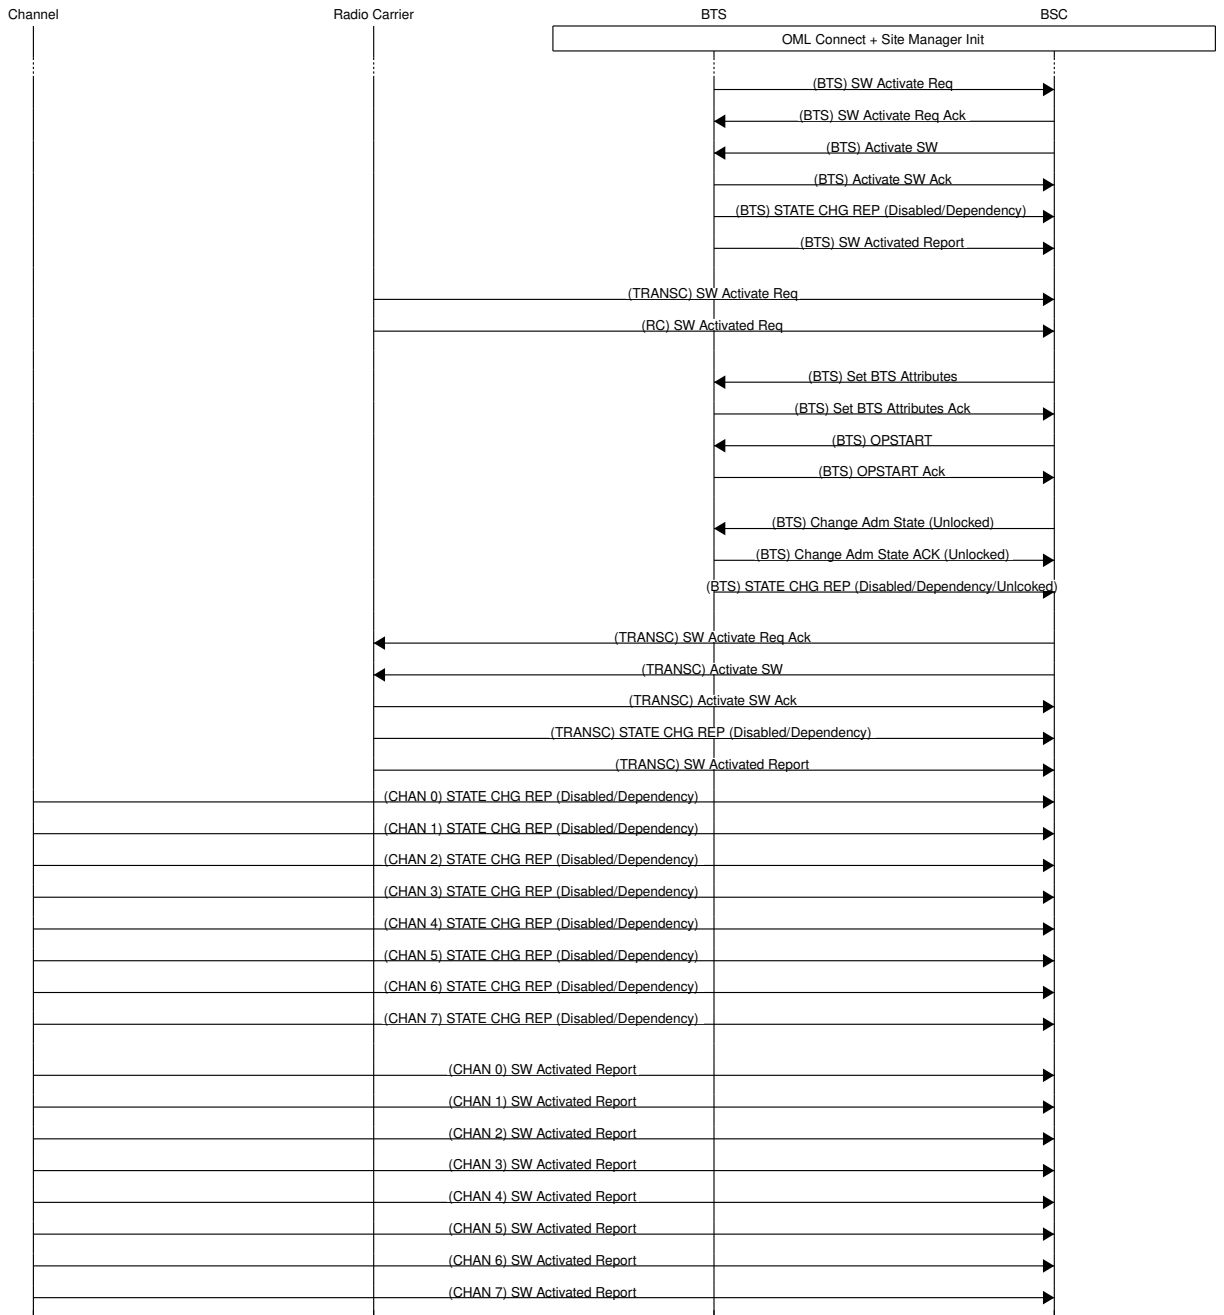 Channel Radio Carrier BTS BSC
OML Connect + Site Manager Init
(BTS) SW Activate Req
(BTS) SW Activate Req Ack
(BTS) Activate SW
(BTS) Activate SW Ack
(BTS) STATE CHG REP (Disabled/Dependency)
(BTS) SW Activated Report
(TRANSC) SW Activate Req
(RC) SW Activated Req
(BTS) Set BTS Attributes
(BTS) Set BTS Attributes Ack
(BTS) OPSTART
(BTS) OPSTART Ack
(BTS) Change Adm State (Unlocked)
(BTS) Change Adm State ACK (Unlocked)
(BTS) STATE CHG REP (Disabled/Dependency/Unlcoked)
(TRANSC) SW Activate Req Ack
(TRANSC) Activate SW
(TRANSC) Activate SW Ack
(TRANSC) STATE CHG REP (Disabled/Dependency)
(TRANSC) SW Activated Report
(CHAN 0) STATE CHG REP (Disabled/Dependency)
(CHAN 1) STATE CHG REP (Disabled/Dependency)
(CHAN 2) STATE CHG REP (Disabled/Dependency)
(CHAN 3) STATE CHG REP (Disabled/Dependency)
(CHAN 4) STATE CHG REP (Disabled/Dependency)
(CHAN 5) STATE CHG REP (Disabled/Dependency)
(CHAN 6) STATE CHG REP (Disabled/Dependency)
(CHAN 7) STATE CHG REP (Disabled/Dependency)
(CHAN 0) SW Activated Report
(CHAN 1) SW Activated Report
(CHAN 2) SW Activated Report
(CHAN 3) SW Activated Report
(CHAN 4) SW Activated Report
(CHAN 5) SW Activated Report
(CHAN 6) SW Activated Report
(CHAN 7) SW Activated Report